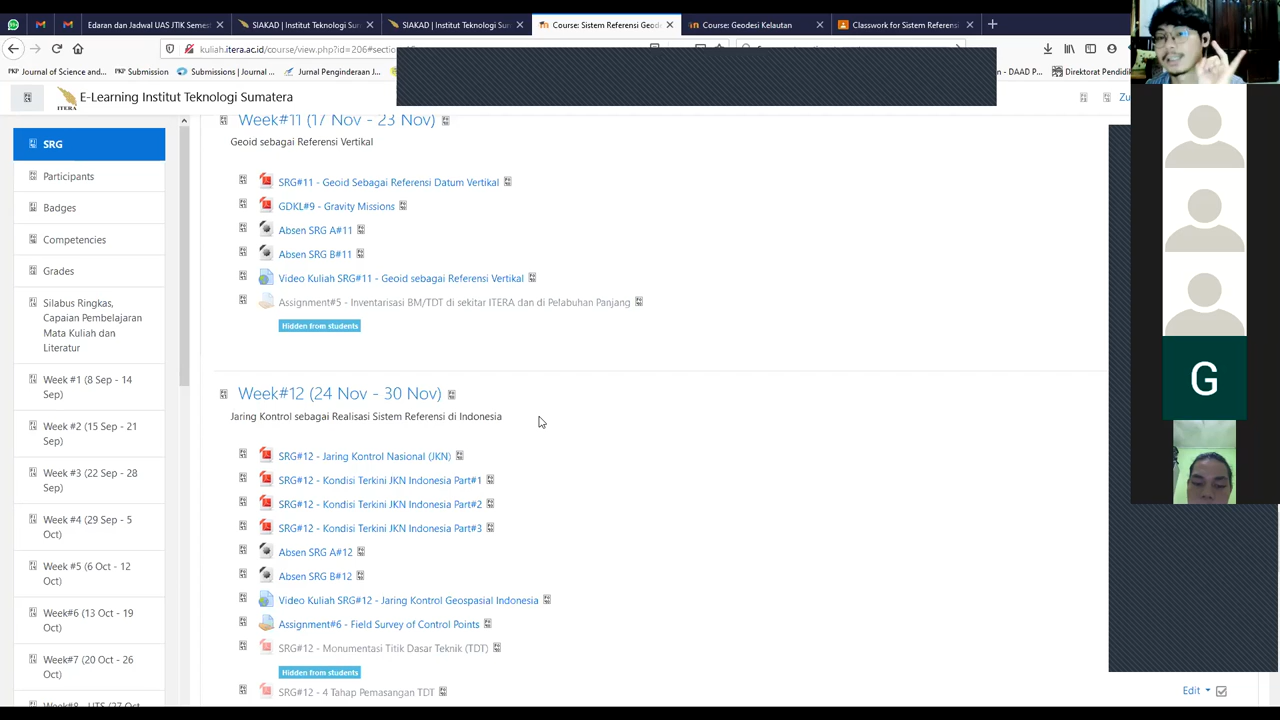 Edaran dan Jadwal UAS JTIK Semest
SIAKAD | Institut Teknologi Sum
SIAKAD | Institut Teknologi Sum
Course: Sistem Referensi Geode
Course: Geodesi Kelautan
Classwork for Sistem Referensi
kuliah.itera.ac.id/course/view.php?id=206#section
Journal of Science and...
Submission
Submissions | Journal ...
Jurnal Penginderaan J...
- DAAD P...
Direktorat Pendidik
ITERA
E-Learning Institut Teknologi Sumatera
Zu
SRG
Participants
Badges
Competencies
Grades
Silabus Ringkas,
Capaian Pembelajaran
Mata Kuliah dan
Literatur
Week #1 (8 Sep - 14
Sep)
Week #2 (15 Sep - 21
Sep)
Week #3 (22 Sep - 28
Sep)
Week #4 (29 Sep - 5
Oct)
Week #5 (6 Oct - 12
Oct)
Week#6 (13 Oct - 19
Oct)
Week#7 (20 Oct - 26
Oct)
Week#8 - UTS (27 Oct
Week#11 (17 Nov - 23 Nov)
Geoid sebagai Referensi Vertikal
SRG#11 - Geoid Sebagai Referensi Datum Vertikal
GDKL#9 - Gravity Missions
Absen SRG A#11
Absen SRG B#11
Video Kuliah SRG#11 - Geoid sebagai Referensi Vertikal
Assignment#5 - Inventarisasi BM/TDT di sekitar ITERA dan di Pelabuhan Panjang
Hidden from students
Week#12 (24 Nov - 30 Nov)
Jaring Kontrol sebagai Realisasi Sistem Referensi di Indonesia
SRG#12 - Jaring Kontrol Nasional (JKN)
SRG#12 - Kondisi Terkini JKN Indonesia Part#1
SRG#12 - Kondisi Terkini JKN Indonesia Part#2
SRG#12 - Kondisi Terkini JKN Indonesia Part#3
Absen SRG A#12
Absen SRG B#12
Video Kuliah SRG#12 - Jaring Kontrol Geospasial Indonesia
Assignment#6 - Field Survey of Control Points
SRG#12 - Monumentasi Titik Dasar Teknik (TDT)
Hidden from students
SRG#12 - 4 Tahap Pemasangan TDT
Edit
G